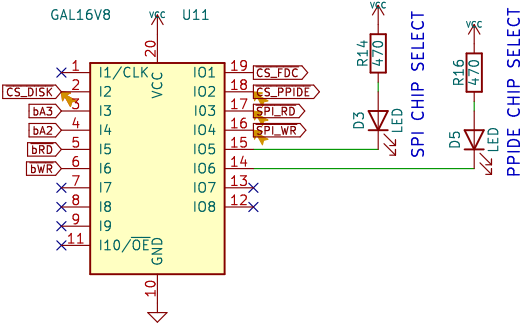 GAL16V8
U11
vcc
20
VCC
1 I1/CLK
CS_DISK 2 I2
bA3 3 I3
bA2 4 I4
bRD 5 I5
bWR 6 I6
7 I7
8 I8
9 I9
11 I10/OE
GND
10
IO1 19 CS_FDC
IO2 18 CS_PPIDE
IO3 17 SPI_RD
IO4 16 SPI_WR
IO5 15
IO6 14
IO7 13
IO8 12
vcc
R14
470
D3
LED
SPI CHIP SELECT
vcc
R16
470
D5
LED
PPIDE CHIP SELECT